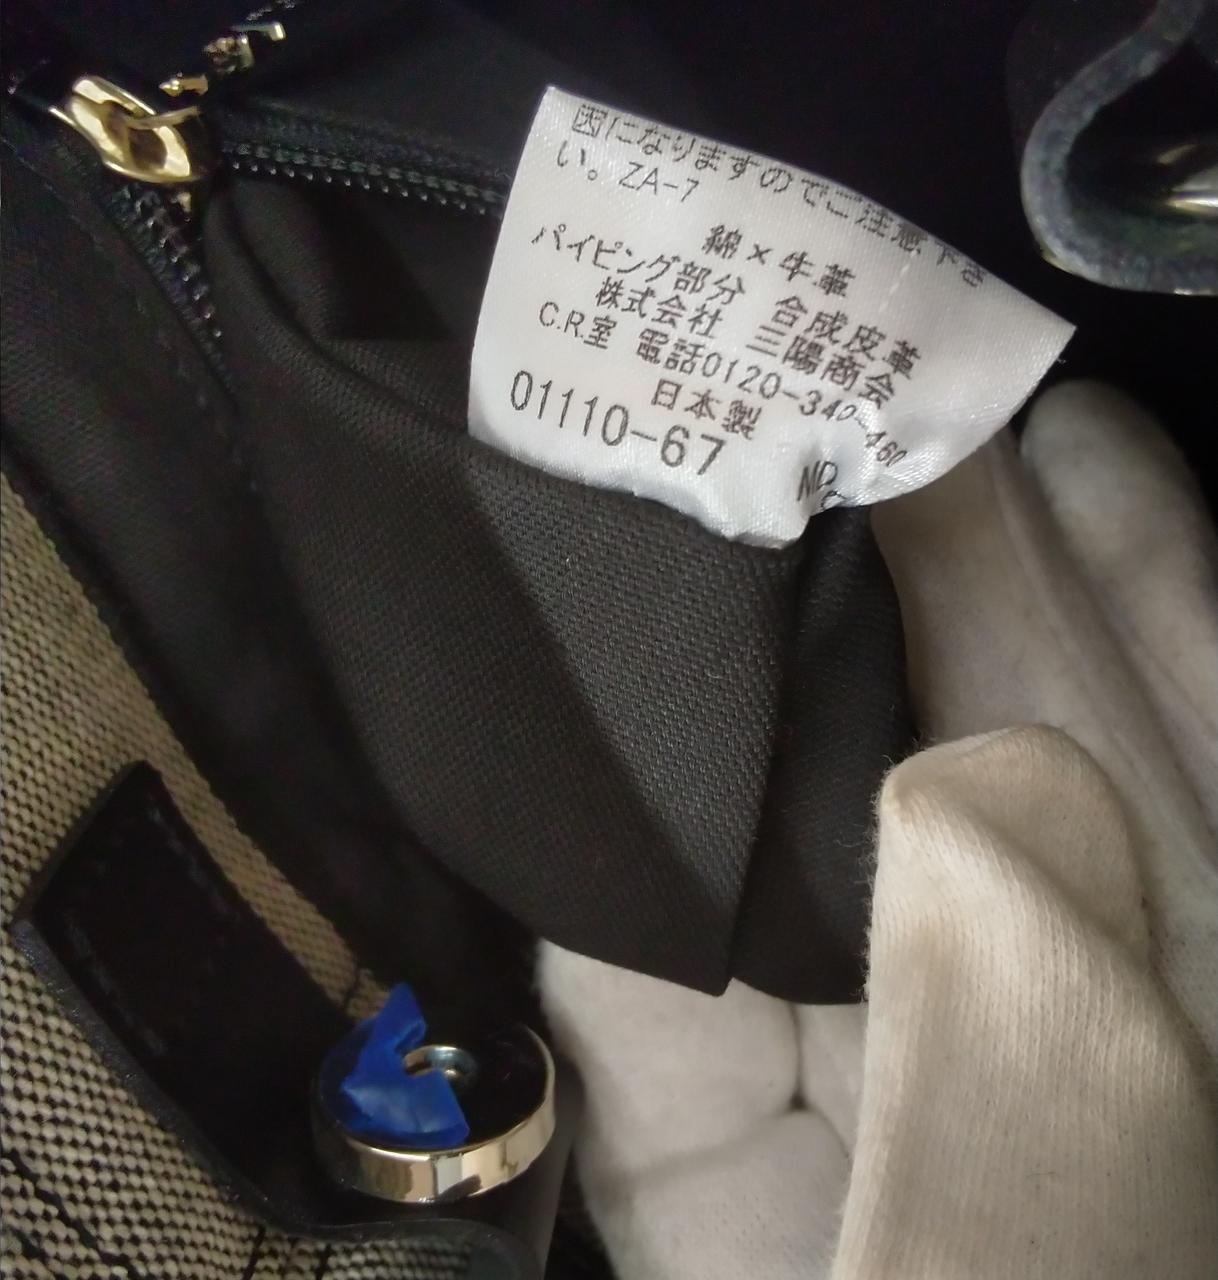 因になりますのでご注意下さ
い。ZA-7
綿×牛革
パイピング部分 合成皮革
株式会社 三陽商会
C.R.室 電話0120-340-460
日本製
01110-67
MD